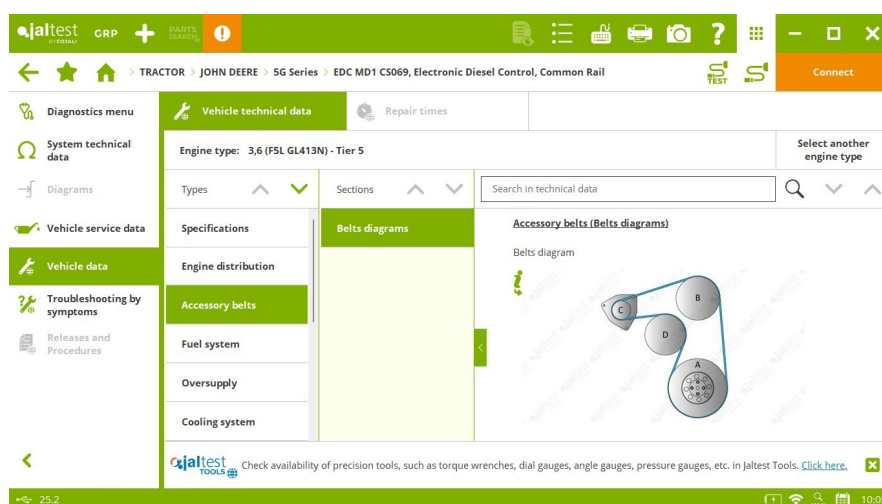 jaltest GRP PARTS SEARCH
BY COJALI
> TRACTOR > JOHN DEERE > 5G Series > EDC MD1 CS069, Electronic Diesel Control, Common Rail
TEST
Connect
Diagnostics menu
System technical data
Diagrams
Vehicle service data
Vehicle data
Troubleshooting by symptoms
Releases and Procedures
Vehicle technical data
Repair times
Engine type: 3,6 (F5L GL413N) - Tier 5
Select another engine type
Types
Sections
Search in technical data
Specifications
Engine distribution
Accessory belts
Fuel system
Oversupply
Cooling system
Belts diagrams
Accessory belts (Belts diagrams)
Belts diagram
B
C
D
A
jaltest TOOLS
Check availability of precision tools, such as torque wrenches, dial gauges, angle gauges, pressure gauges, etc. in Jaltest Tools. Click here.
25.2